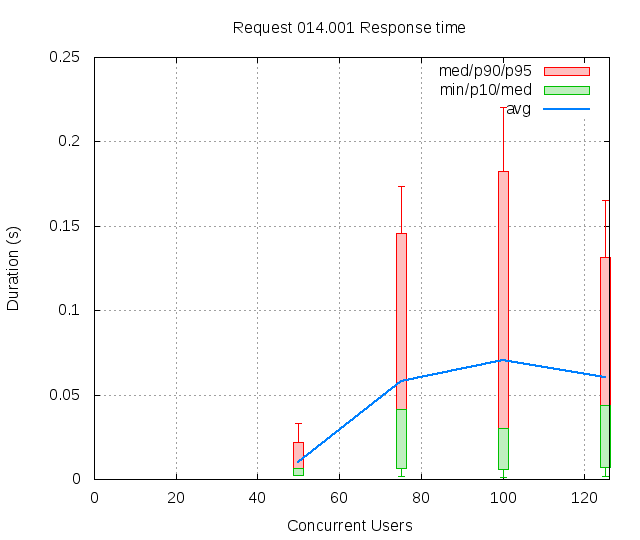 Request 014.001 Response time
0.25
med/p90/p95
min/p10/med
avg
0.2
0.15
0.1
0.05
0
0 20 40 60 80 100 120
Duration (s)
Concurrent Users